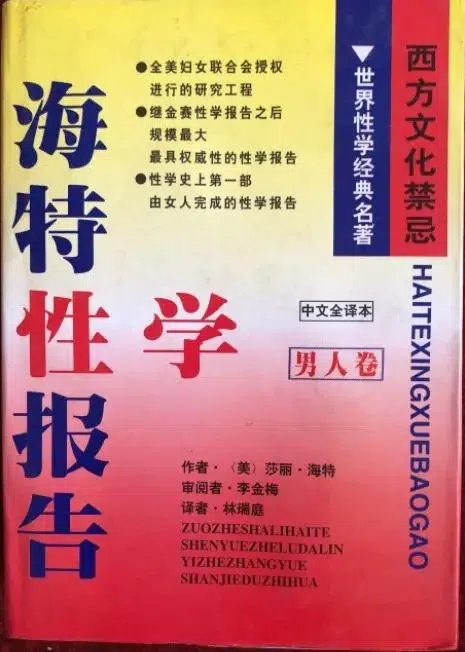 西方文化禁忌
▼世界性学经典名著
●全美妇女联合会授权
进行的研究工程
●继金赛性学报告之后
规模最大
最具权威性的性学报告
●性学史上第一部
由女人完成的性学报告
海特性学报告
HAITEXINGXUEBAOGAO
中文全译本
男人卷
作者·〈美〉莎丽·海特
审阅者·李金梅
译者·林瑞庭
ZUOZHESHALIHAITE
SHENYUEZHELUDALIN
YIZHEZHANGYUE
SHANJIEDUZHIHUA